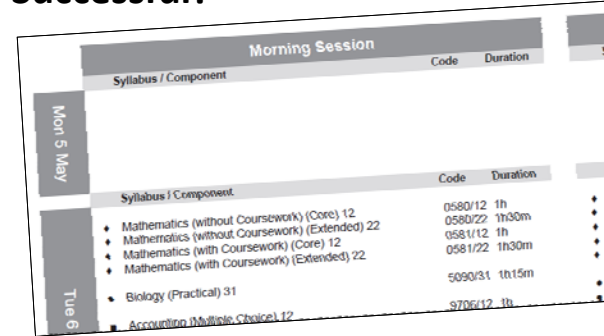 Morning Session
Syllabus / Component Code Duration
Mon 5 May
Syllabus / Component Code Duration
Tue 6
Mathematics (without Coursework) (Core) 12 0580/12 1h
Mathematics (without Coursework) (Extended) 22 0580/22 1h30m
Mathematics (with Coursework) (Core) 12 0581/12 1h
Mathematics (with Coursework) (Extended) 22 0581/22 1h30m
Biology (Practical) 31 5090/31 1h15m
Accounting (Multiple Choice) 12 9706/12 1h